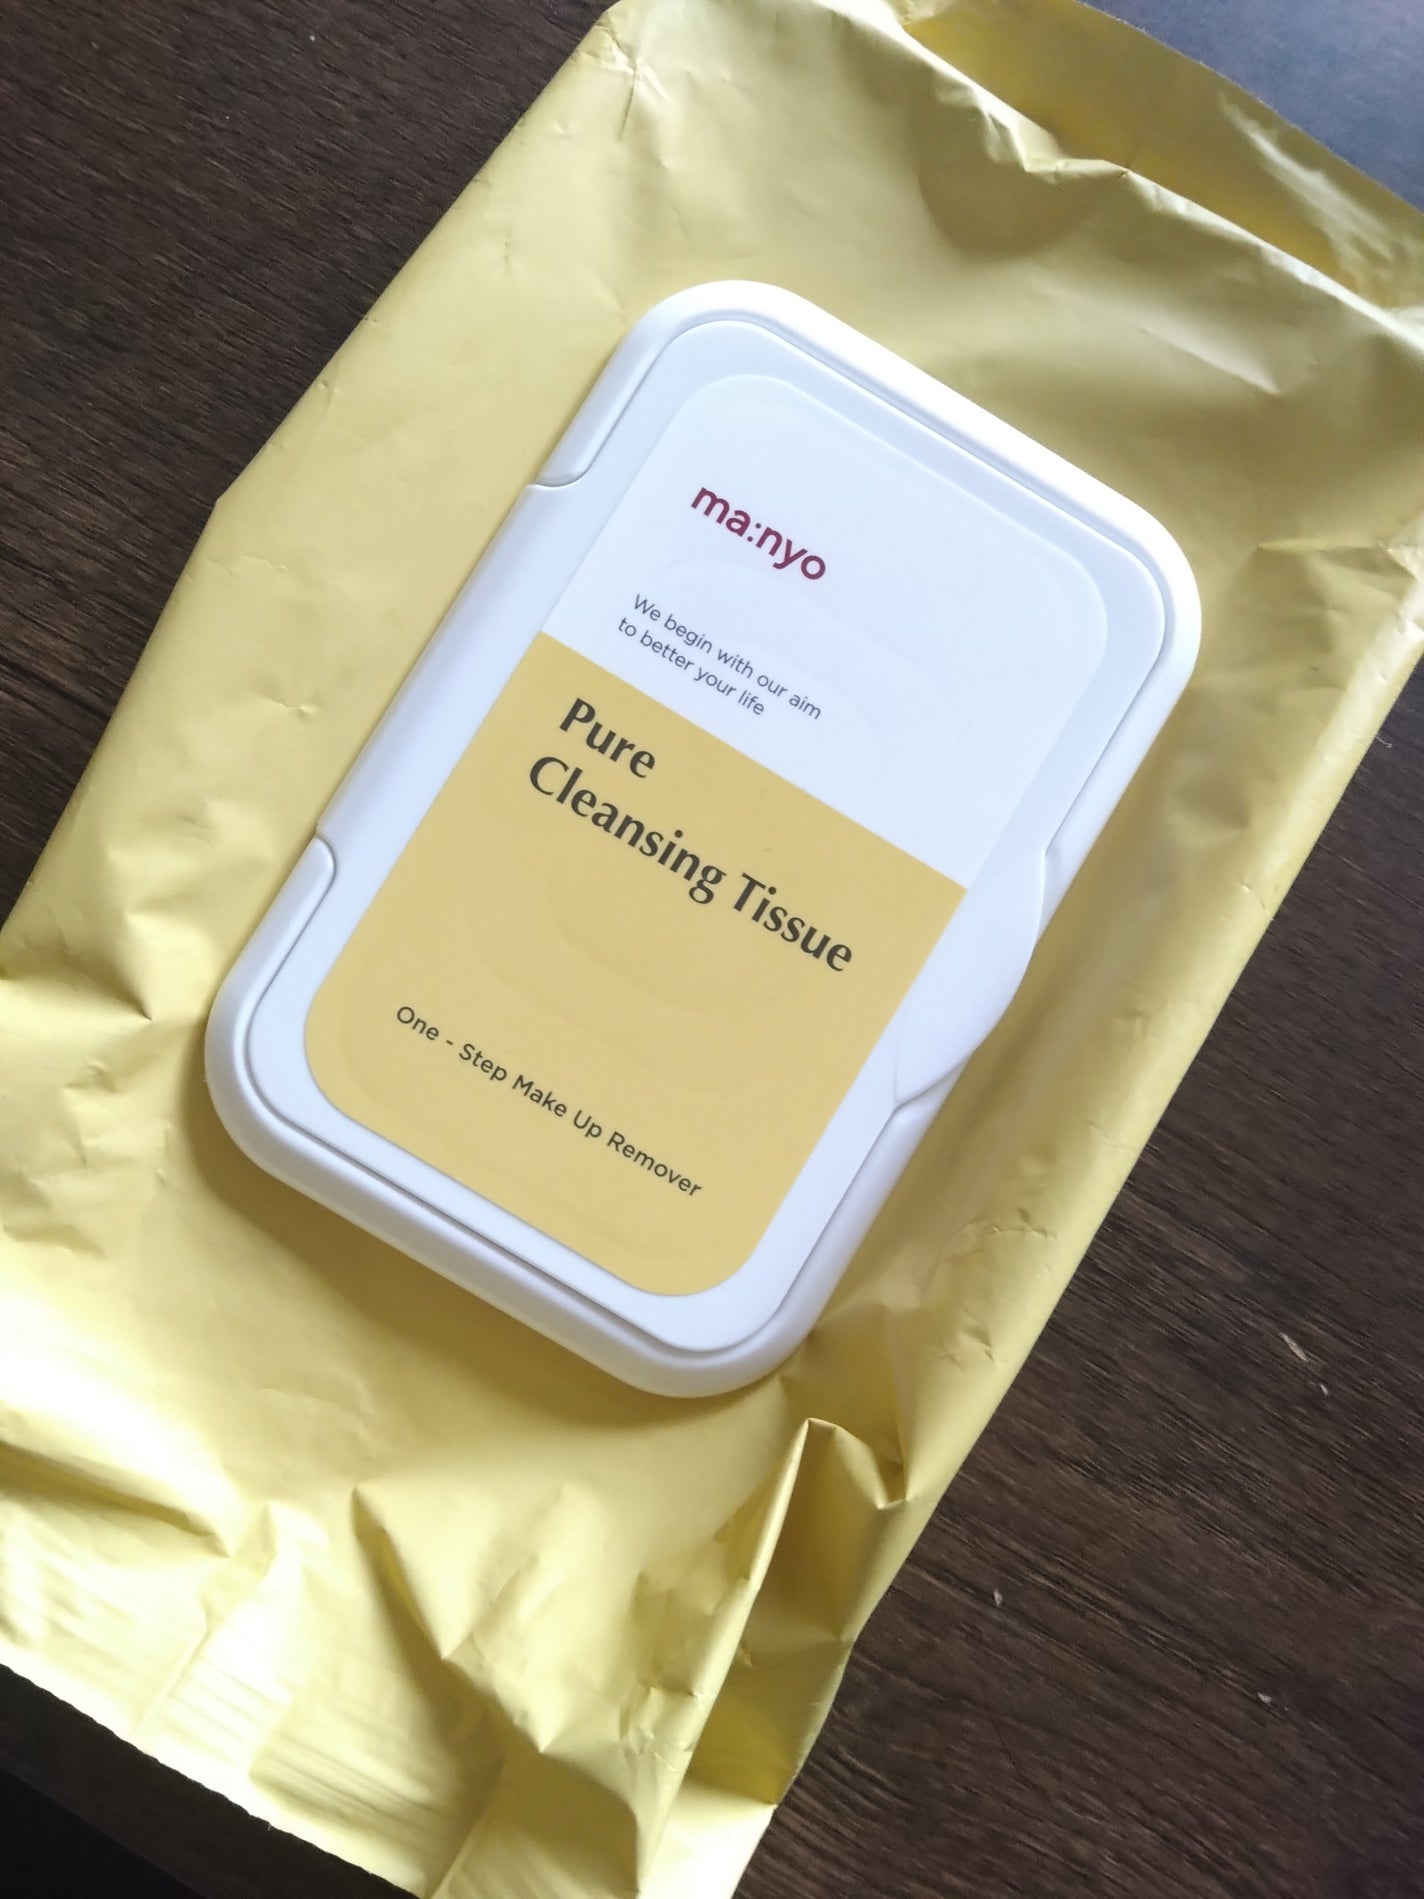 ma:nyo
We begin with our aim
to better your life
Pure
Cleansing Tissue
One - Step Make Up Remover